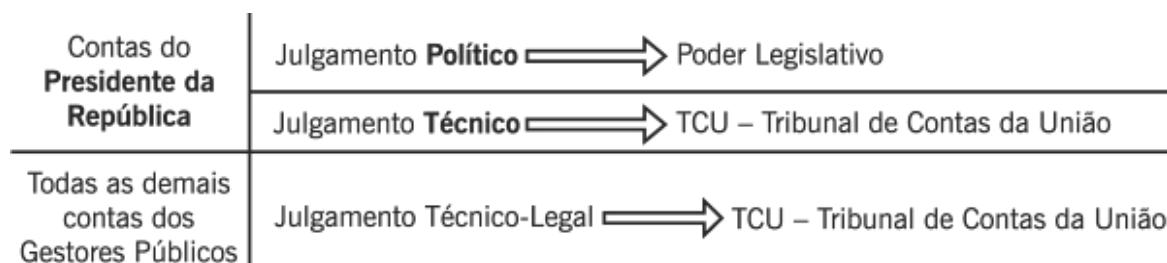 Contas do
Presidente da
República
Julgamento Político
Poder Legislativo
Julgamento Técnico
TCU – Tribunal de Contas da União
Todas as demais
contas dos
Gestores Públicos
Julgamento Técnico-Legal
TCU – Tribunal de Contas da União